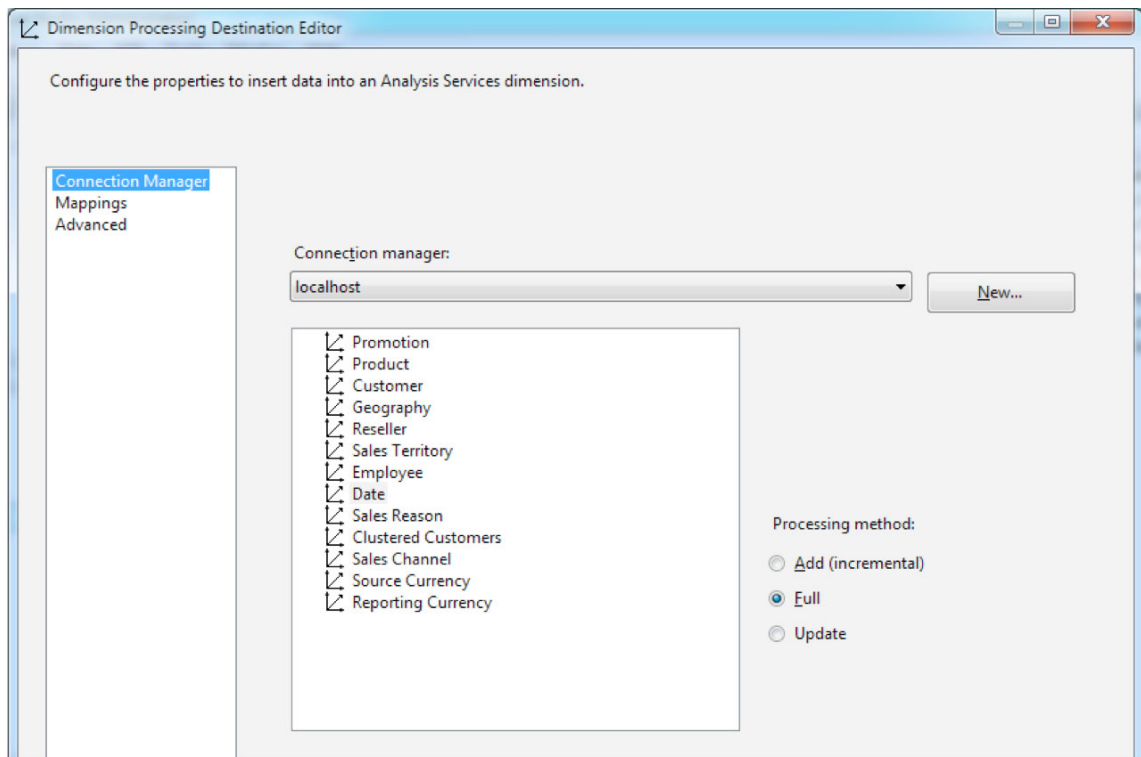 Dimension Processing Destination Editor
Configure the properties to insert data into an Analysis Services dimension.
Connection Manager
Mappings
Advanced
Connection manager:
localhost
New...
Promotion
Product
Customer
Geography
Reseller
Sales Territory
Employee
Date
Sales Reason
Clustered Customers
Sales Channel
Source Currency
Reporting Currency
Processing method:
Add (incremental)
Full
Update